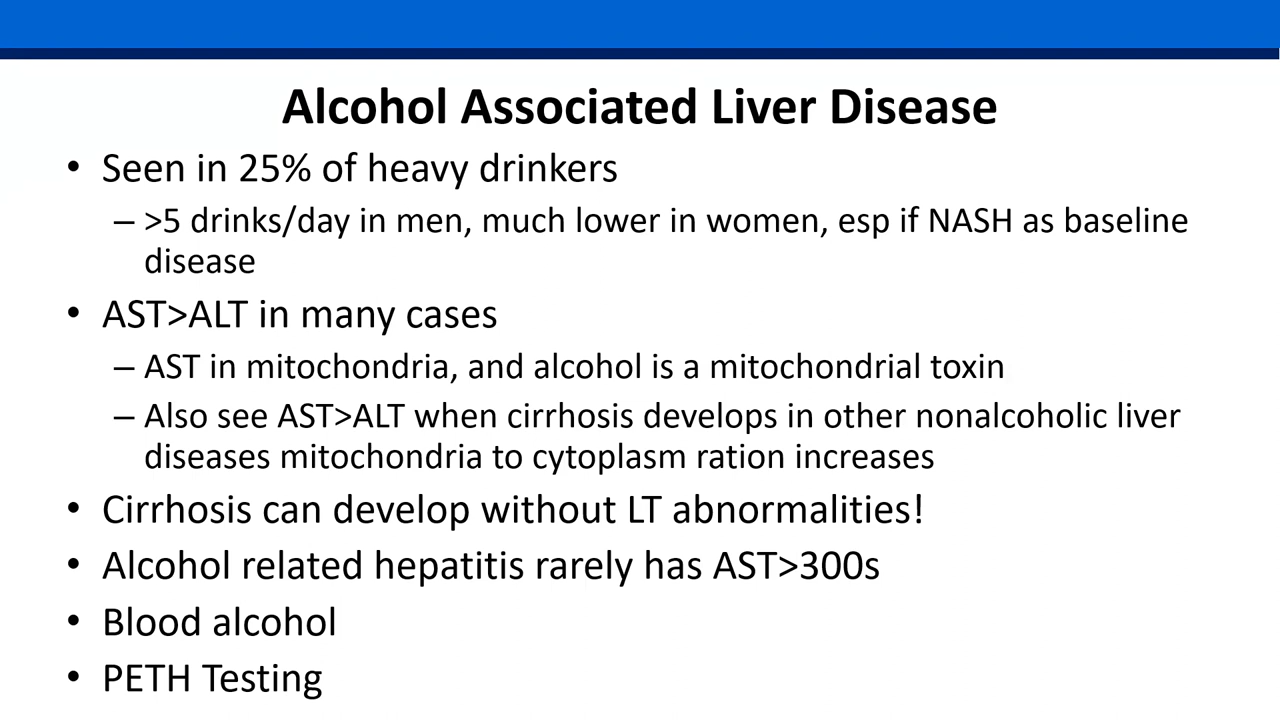 Alcohol Associated Liver Disease
• Seen in 25% of heavy drinkers
– >5 drinks/day in men, much lower in women, esp if NASH as baseline
disease
• AST>ALT in many cases
– AST in mitochondria, and alcohol is a mitochondrial toxin
– Also see AST>ALT when cirrhosis develops in other nonalcoholic liver
diseases mitochondria to cytoplasm ration increases
• Cirrhosis can develop without LT abnormalities!
• Alcohol related hepatitis rarely has AST>300s
• Blood alcohol
• PETH Testing